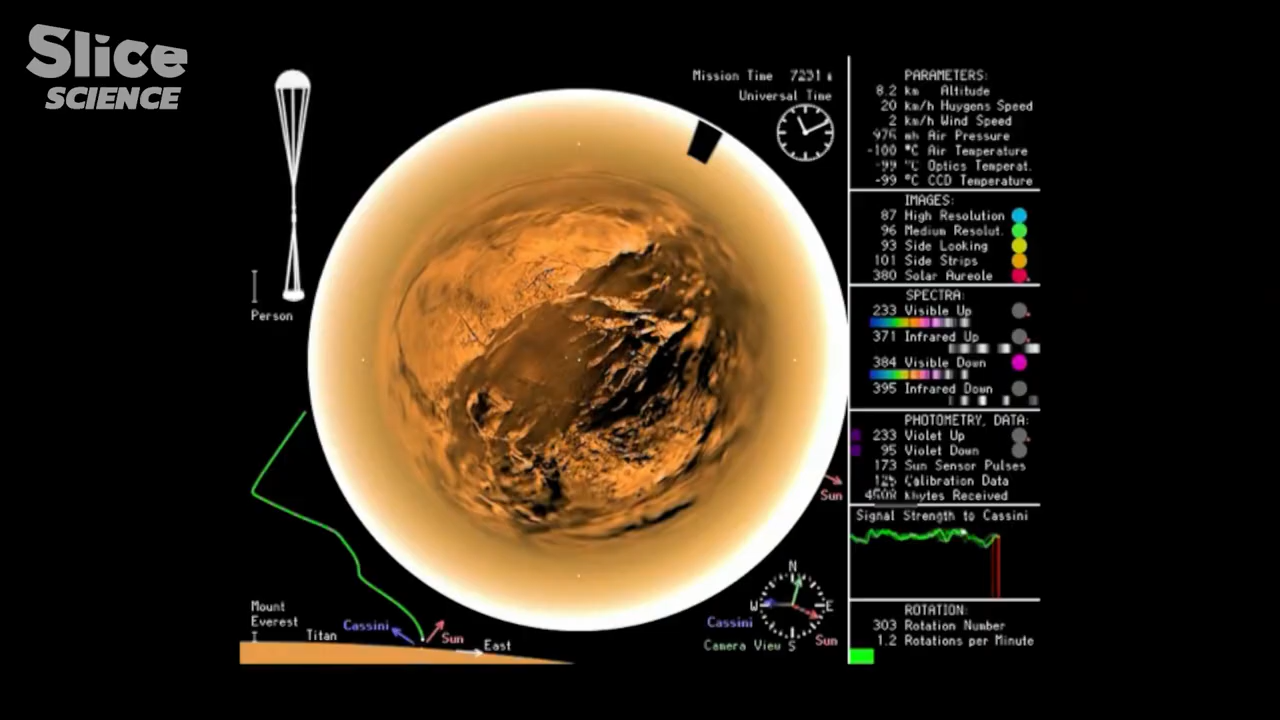 Slice
SCIENCE
Mission Time
Universal Time
Person
Mount
Everest
Titan
Cassini
Sun
East
Sun
N
W E
S
Cassini
Sun
Camera View
PARAMETERS:
8.2 km Altitude
20 km/h Huygens Speed
2 km/h Wind Speed
mb Air Pressure
-100 °C Air Temperature
-99 °C Optics Temperat.
-99 °C CCD Temperature
IMAGES:
87 High Resolution
96 Medium Resolut.
93 Side Looking
101 Side Strips
380 Solar Aureole
SPECTRA:
233 Visible Up
371 Infrared Up
384 Visible Down
395 Infrared Down
PHOTOMETRY, DATA:
233 Violet Up
95 Violet Down
173 Sun Sensor Pulses
Calibration Data
kbytes Received
Signal Strength to Cassini
ROTATION:
303 Rotation Number
1.2 Rotations per Minute